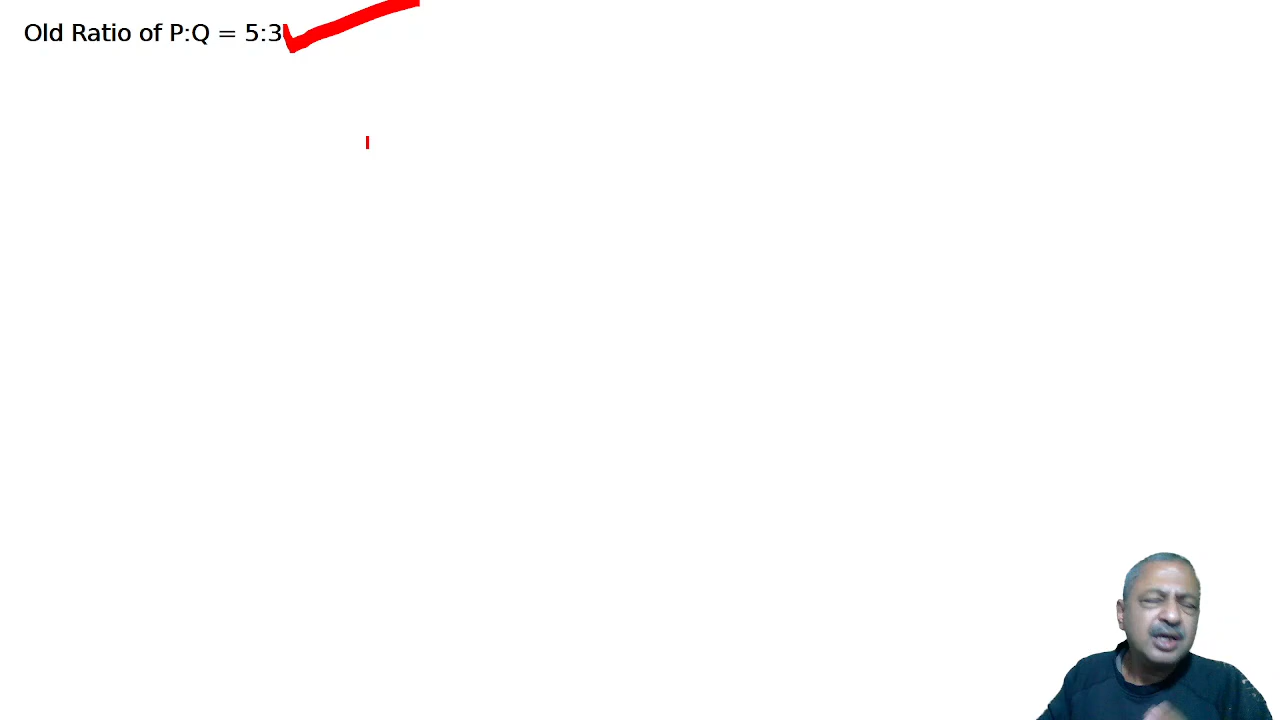 Old Ratio of P:Q = 5:3